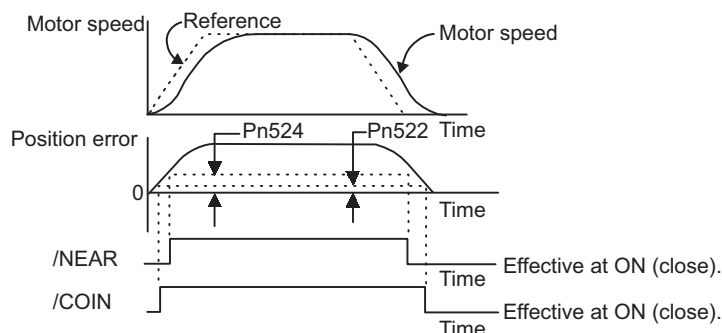 Motor speed
Reference
Motor speed
Time
Position error
Pn524
Pn522
0
Time
/NEAR
Effective at ON (close).
Time
/COIN
Effective at ON (close).
Time